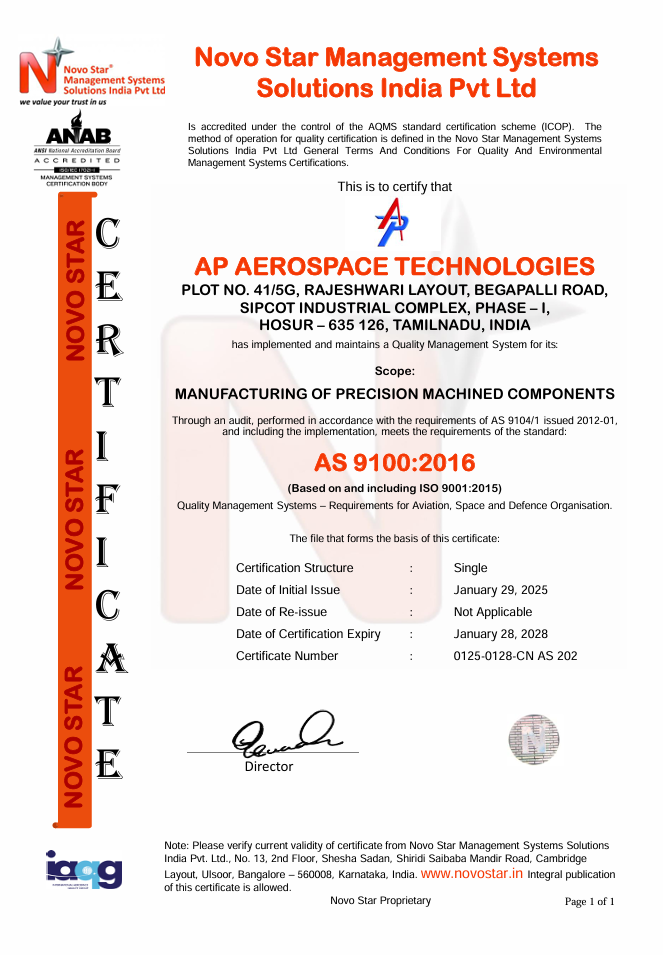 Novo Star Management Systems
Solutions India Pvt Ltd
N
Novo Star®
Management Systems
Solutions India Pvt Ltd
we value your trust in us
ANAB
ANSI National Accreditation Board
ACCREDITED
ISO/IEC 17021-1
MANAGEMENT SYSTEMS
CERTIFICATION BODY
Is accredited under the control of the AQMS standard certification scheme (ICOP). The
method of operation for quality certification is defined in the Novo Star Management Systems
Solutions India Pvt Ltd General Terms And Conditions For Quality And Environmental
Management Systems Certifications.
This is to certify that
AP
AP AEROSPACE TECHNOLOGIES
PLOT NO. 41/5G, RAJESHWARI LAYOUT, BEGAPALLI ROAD,
SIPCOT INDUSTRIAL COMPLEX, PHASE – I,
HOSUR – 635 126, TAMILNADU, INDIA
has implemented and maintains a Quality Management System for its:
Scope:
MANUFACTURING OF PRECISION MACHINED COMPONENTS
Through an audit, performed in accordance with the requirements of AS 9104/1 issued 2012-01,
and including the implementation, meets the requirements of the standard:
AS 9100:2016
(Based on and including ISO 9001:2015)
Quality Management Systems – Requirements for Aviation, Space and Defence Organisation.
The file that forms the basis of this certificate:
Certification Structure : Single
Date of Initial Issue : January 29, 2025
Date of Re-issue : Not Applicable
Date of Certification Expiry : January 28, 2028
Certificate Number : 0125-0128-CN AS 202
Director
N
NOVO STAR
NOVO STAR
NOVO STAR
CERTIFICATE
iaqg
Note: Please verify current validity of certificate from Novo Star Management Systems Solutions
India Pvt. Ltd., No. 13, 2nd Floor, Shesha Sadan, Shiridi Saibaba Mandir Road, Cambridge
Layout, Ulsoor, Bangalore – 560008, Karnataka, India. www.novostar.in Integral publication
of this certificate is allowed.
Novo Star Proprietary
Page 1 of 1